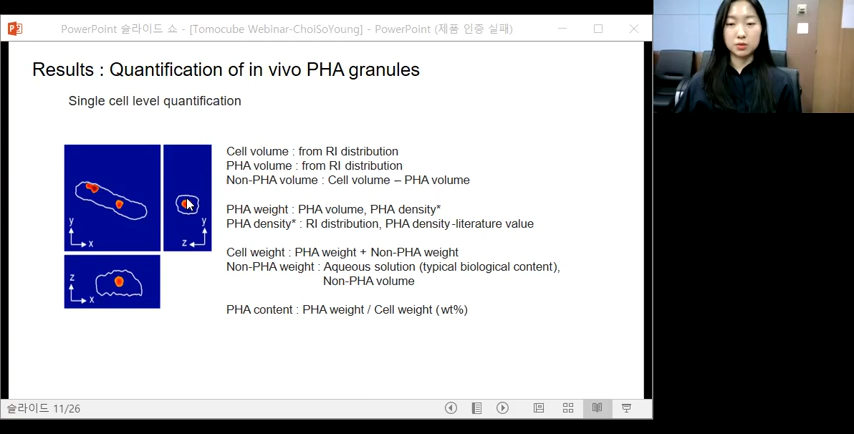 PowerPoint 슬라이드 쇼 - [Tomocube Webinar-ChoiSoYoung] - PowerPoint (제품 인증 실패)
Results : Quantification of in vivo PHA granules
Single cell level quantification
y
x
y
z
z
x
Cell volume : from RI distribution
PHA volume : from RI distribution
Non-PHA volume : Cell volume – PHA volume
PHA weight : PHA volume, PHA density*
PHA density* : RI distribution, PHA density-literature value
Cell weight : PHA weight + Non-PHA weight
Non-PHA weight : Aqueous solution (typical biological content),
Non-PHA volume
PHA content : PHA weight / Cell weight (wt%)
슬라이드 11/26